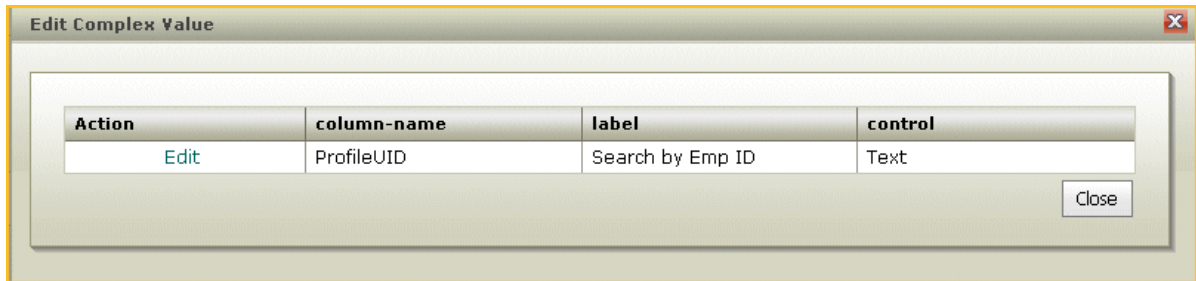 Edit Complex Value
Action column-name label control
Edit ProfileUID Search by Emp ID Text
Close